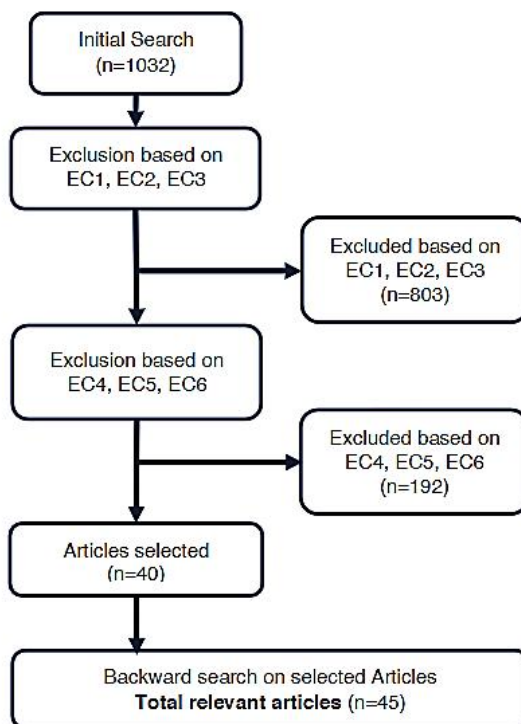 Initial Search
(n=1032)
Exclusion based on
EC1, EC2, EC3
Excluded based on
EC1, EC2, EC3
(n=803)
Exclusion based on
EC4, EC5, EC6
Excluded based on
EC4, EC5, EC6
(n=192)
Articles selected
(n=40)
Backward search on selected Articles
Total relevant articles (n=45)